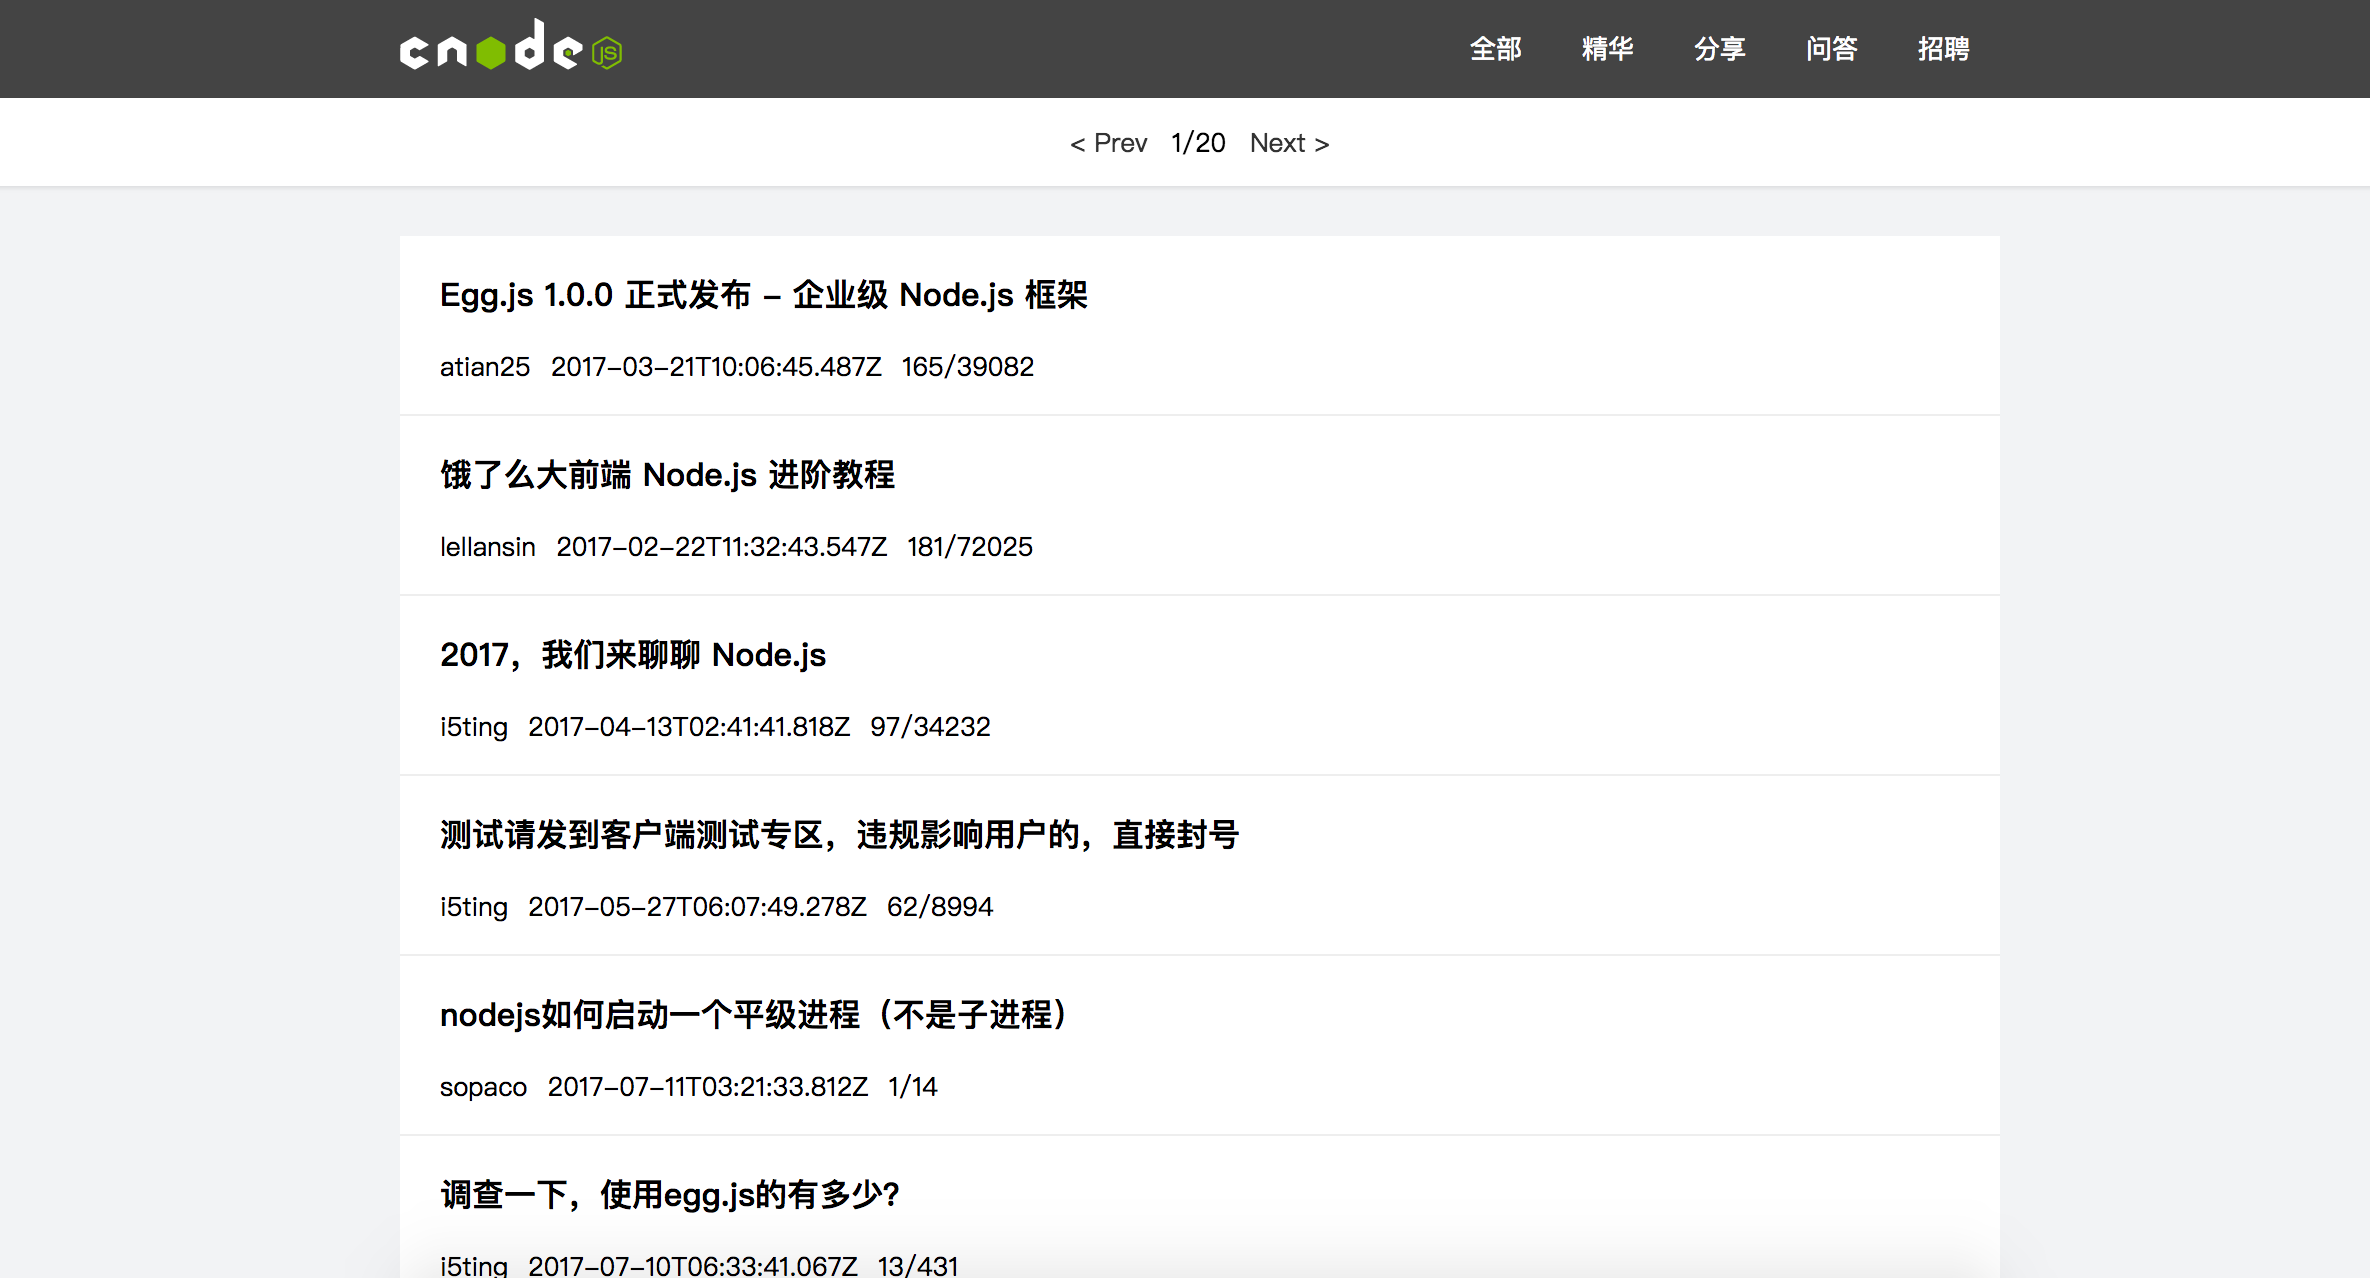 cnode JS
全部 精华 分享 问答 招聘
< Prev 1/20 Next >
Egg.js 1.0.0 正式发布 – 企业级 Node.js 框架
atian25 2017-03-21T10:06:45.487Z 165/39082
饿了么大前端 Node.js 进阶教程
lellansin 2017-02-22T11:32:43.547Z 181/72025
2017，我们来聊聊 Node.js
i5ting 2017-04-13T02:41:41.818Z 97/34232
测试请发到客户端测试专区，违规影响用户的，直接封号
i5ting 2017-05-27T06:07:49.278Z 62/8994
nodejs如何启动一个平级进程（不是子进程）
sopaco 2017-07-11T03:21:33.812Z 1/14
调查一下，使用egg.js的有多少？
i5ting 2017-07-10T06:33:41.067Z 13/431